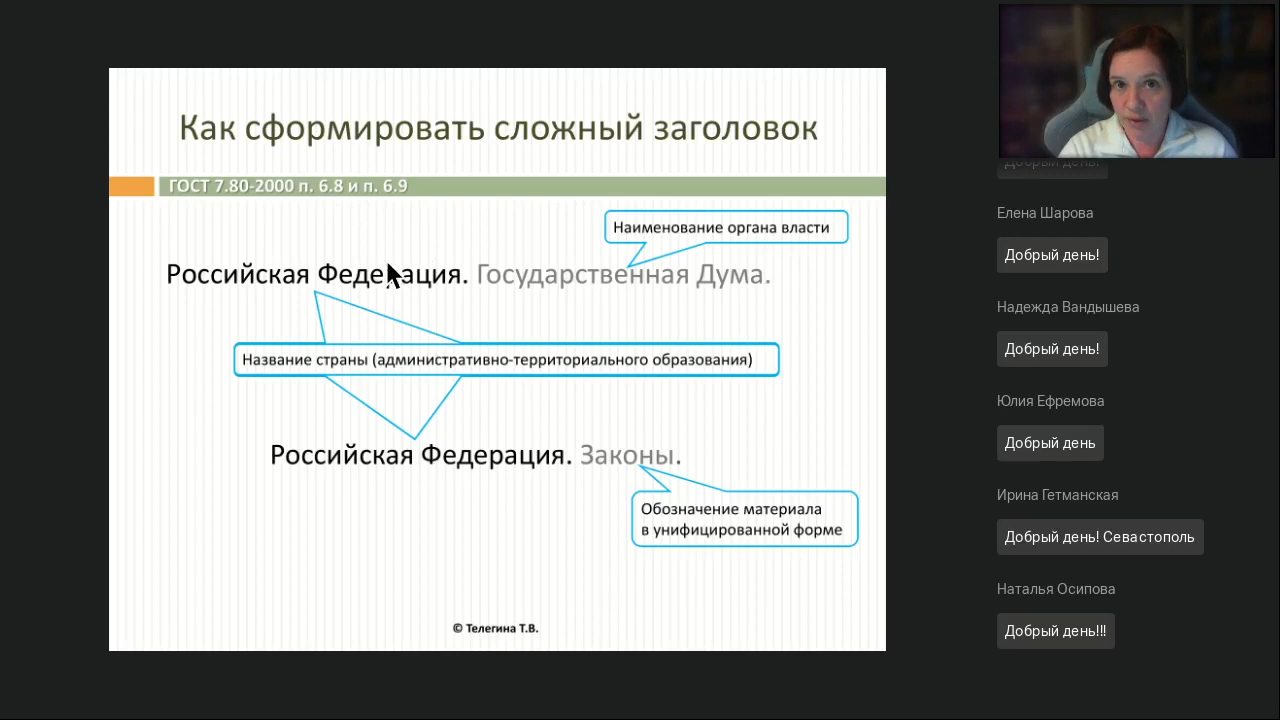 Как сформировать сложный заголовок
ГОСТ 7.80-2000 п. 6.8 и п. 6.9
Наименование органа власти
Российская Федерация. Государственная Дума.
Название страны (административно-территориального образования)
Российская Федерация. Законы.
Обозначение материала
в унифицированной форме
© Телегина Т.В.
Добрый день!
Елена Шарова
Добрый день!
Надежда Вандышева
Добрый день!
Юлия Ефремова
Добрый день
Ирина Гетманская
Добрый день! Севастополь
Наталья Осипова
Добрый день!!!